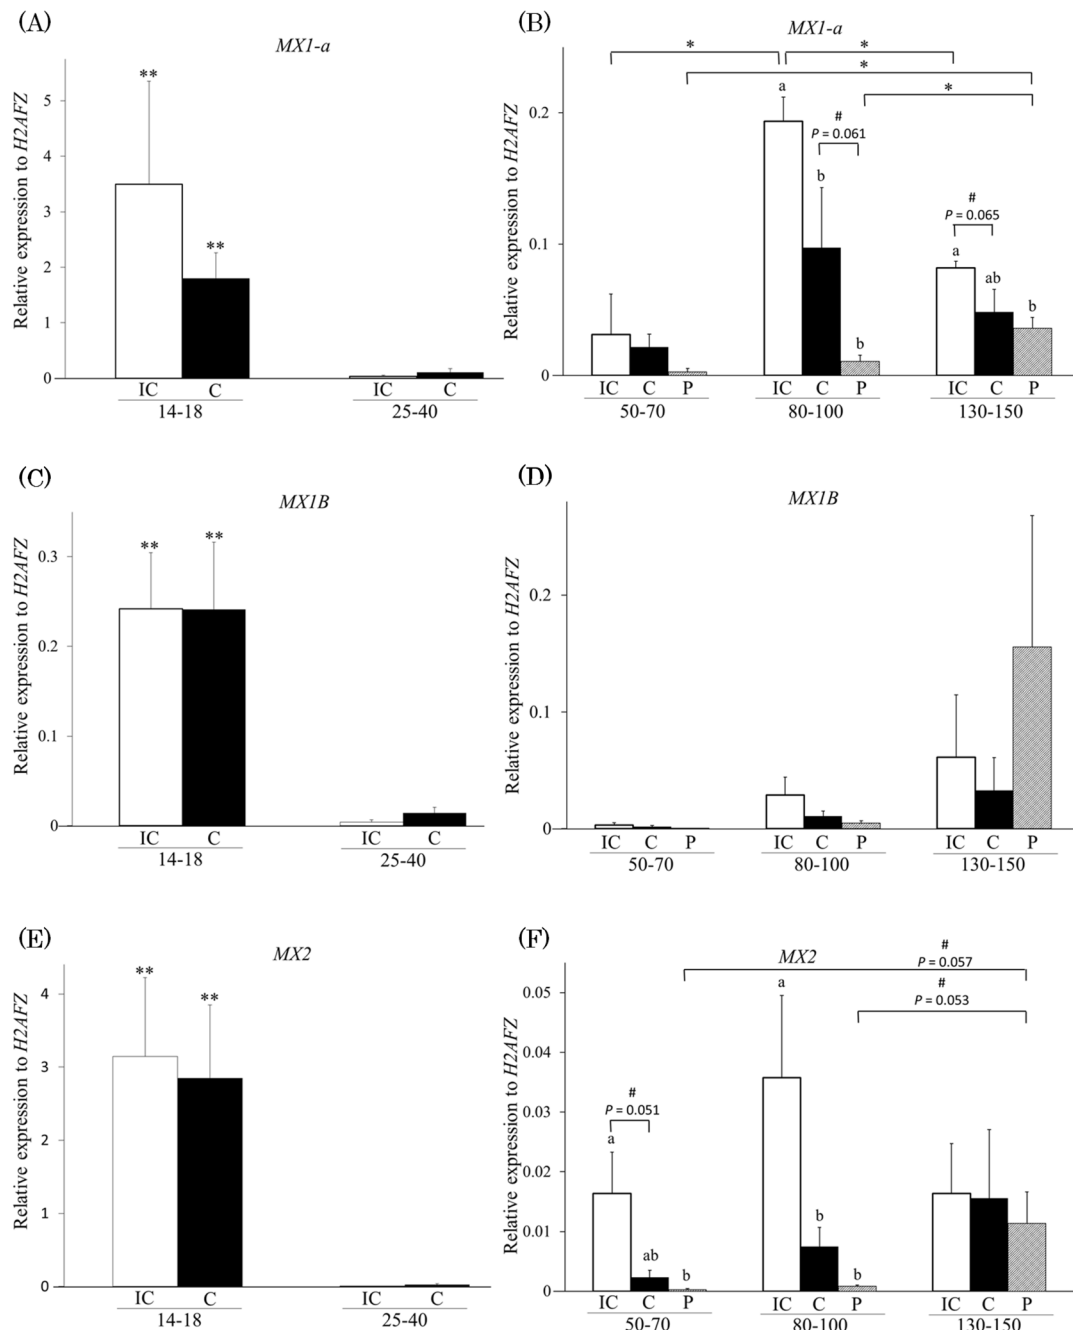 (A)
MX1-a
Relative expression to H2AFZ
5
4
3
2
1
0
**
**
IC C IC C
14-18 25-40
(B)
MX1-a
Relative expression to H2AFZ
0.2
0.1
0
* *
*
*
a
#
P = 0.061
b
b
#
P = 0.065
a
ab
b
IC C P IC C P IC C P
50-70 80-100 130-150
(C)
MX1B
Relative expression to H2AFZ
0.3
0.2
0.1
0
**
**
IC C IC C
14-18 25-40
(D)
MX1B
Relative expression to H2AFZ
0.2
0.1
0
IC C P IC C P IC C P
50-70 80-100 130-150
(E)
MX2
Relative expression to H2AFZ
4
3
2
1
0
**
**
IC C IC C
14-18 25-40
(F)
MX2
Relative expression to H2AFZ
0.05
0.04
0.03
0.02
0.01
0
#
P = 0.057
#
P = 0.053
#
P = 0.051
a
ab
b
a
b
b
IC C P IC C P IC C P
50-70 80-100 130-150